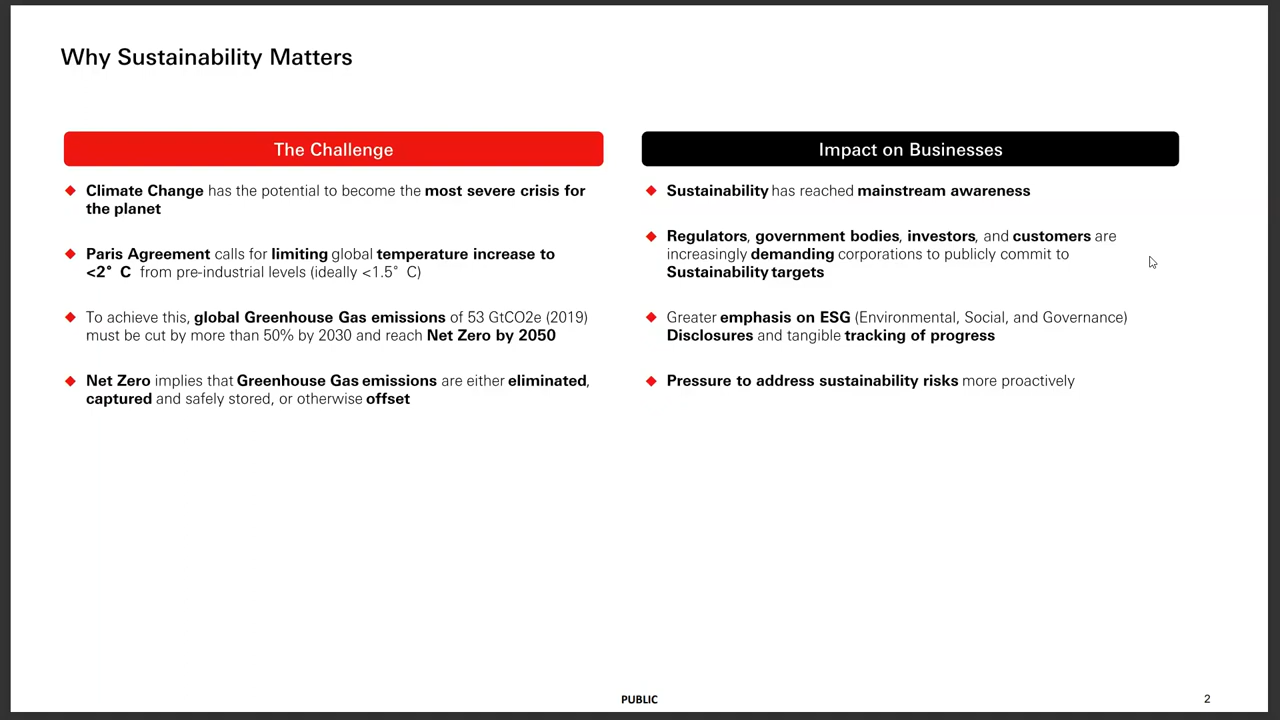 Why Sustainability Matters
The Challenge
Climate Change has the potential to become the most severe crisis for
the planet
Paris Agreement calls for limiting global temperature increase to
<2° C from pre-industrial levels (ideally <1.5° C)
To achieve this, global Greenhouse Gas emissions of 53 GtCO2e (2019)
must be cut by more than 50% by 2030 and reach Net Zero by 2050
Net Zero implies that Greenhouse Gas emissions are either eliminated,
captured and safely stored, or otherwise offset
Impact on Businesses
Sustainability has reached mainstream awareness
Regulators, government bodies, investors, and customers are
increasingly demanding corporations to publicly commit to
Sustainability targets
Greater emphasis on ESG (Environmental, Social, and Governance)
Disclosures and tangible tracking of progress
Pressure to address sustainability risks more proactively
PUBLIC
2